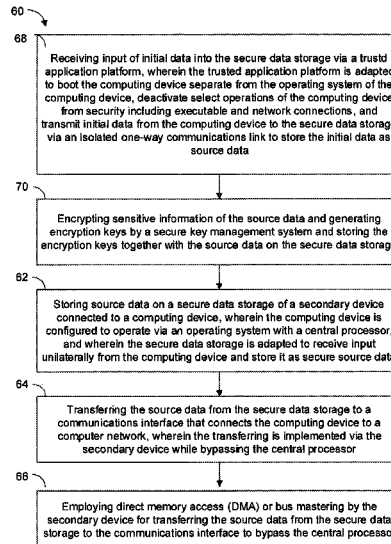 60
68
Receiving input of initial data into the secure data storage via a trustd
application platform, wherein the trusted application platform is adapted
to boot the computing device separate from the operating system of the
computing device, deactivate select operations of the computing device
from security including executable and network connections, and
transmit initial data from the computing device to the secure data storage
via an isolated one-way communications link to store the initial data as
source data
70
Encrypting sensitive information of the source data and generating
encryption keys by a secure key management system and storing the
encryption keys together with the source data on the secure data storage
62
Storing source data on a secure data storage of a secondary device
connected to a computing device, wherein the computing device is
configured to operate via an operating system with a central processor,
and wherein the secure data storage is adapted to receive input
unilaterally from the computing device and store it as secure source data
64
Transferring the source data from the secure data storage to a
communications interface that connects the computing device to a
computer network, wherein the transferring is implemented via the
secondary device while bypassing the central processor
66
Employing direct memory access (DMA) or bus mastering by the
secondary device for transferring the source data from the secure data
storage to the communications interface to bypass the central processor